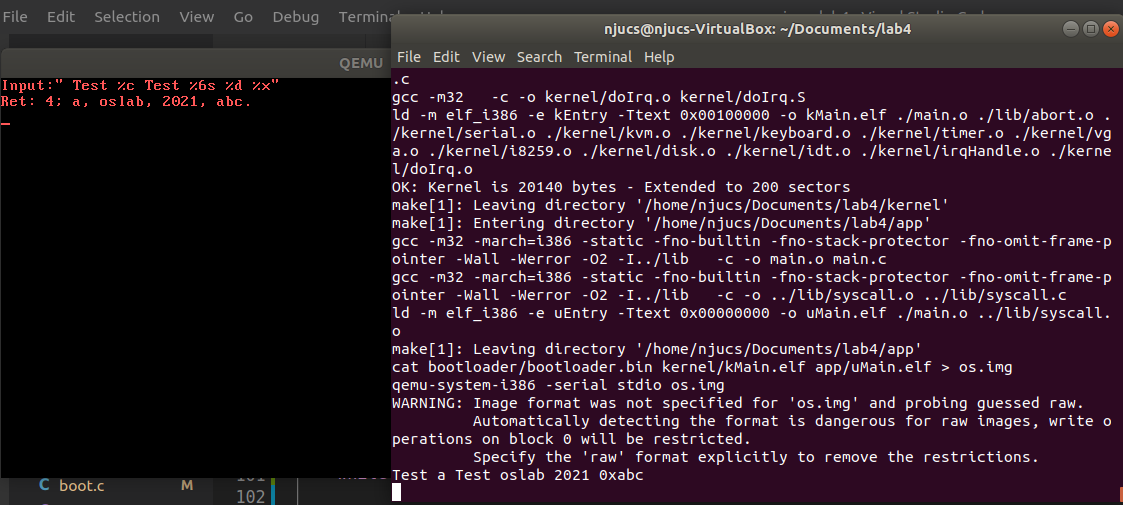 File Edit Selection View Go Debug Terminal Help
njucs@njucs-VirtualBox: ~/Documents/lab4
File Edit View Search Terminal Help
QEMU
Input:" Test %c Test %6s %d %x"
Ret: 4; a, oslab, 2021, abc.
.c
gcc -m32   -c -o kernel/doIrq.o kernel/doIrq.S
ld -m elf_i386 -e kEntry -Ttext 0x00100000 -o kMain.elf ./main.o ./lib/abort.o .
/kernel/serial.o ./kernel/kvm.o ./kernel/keyboard.o ./kernel/timer.o ./kernel/vg
a.o ./kernel/i8259.o ./kernel/disk.o ./kernel/idt.o ./kernel/irqHandle.o ./kerne
l/doIrq.o
OK: Kernel is 20140 bytes - Extended to 200 sectors
make[1]: Leaving directory '/home/njucs/Documents/lab4/kernel'
make[1]: Entering directory '/home/njucs/Documents/lab4/app'
gcc -m32 -march=i386 -static -fno-builtin -fno-stack-protector -fno-omit-frame-p
ointer -Wall -Werror -O2 -I../lib   -c -o main.o main.c
gcc -m32 -march=i386 -static -fno-builtin -fno-stack-protector -fno-omit-frame-p
ointer -Wall -Werror -O2 -I../lib   -c -o ../lib/syscall.o ../lib/syscall.c
ld -m elf_i386 -e uEntry -Ttext 0x00000000 -o uMain.elf ./main.o ../lib/syscall.
o
make[1]: Leaving directory '/home/njucs/Documents/lab4/app'
cat bootloader/bootloader.bin kernel/kMain.elf app/uMain.elf > os.img
qemu-system-i386 -serial stdio os.img
WARNING: Image format was not specified for 'os.img' and probing guessed raw.
         Automatically detecting the format is dangerous for raw images, write o
perations on block 0 will be restricted.
         Specify the 'raw' format explicitly to remove the restrictions.
Test a Test oslab 2021 0xabc
C boot.c M
102